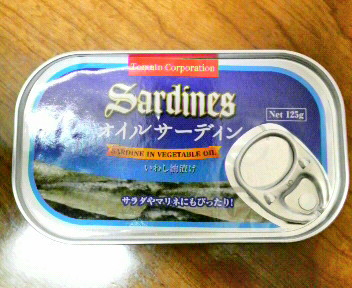 Tomato Corporation
Sardines
オイルサーディン
Net 125g
SARDINE IN VEGETABLE OIL
いわし油漬け
サラダやマリネにもぴったり!